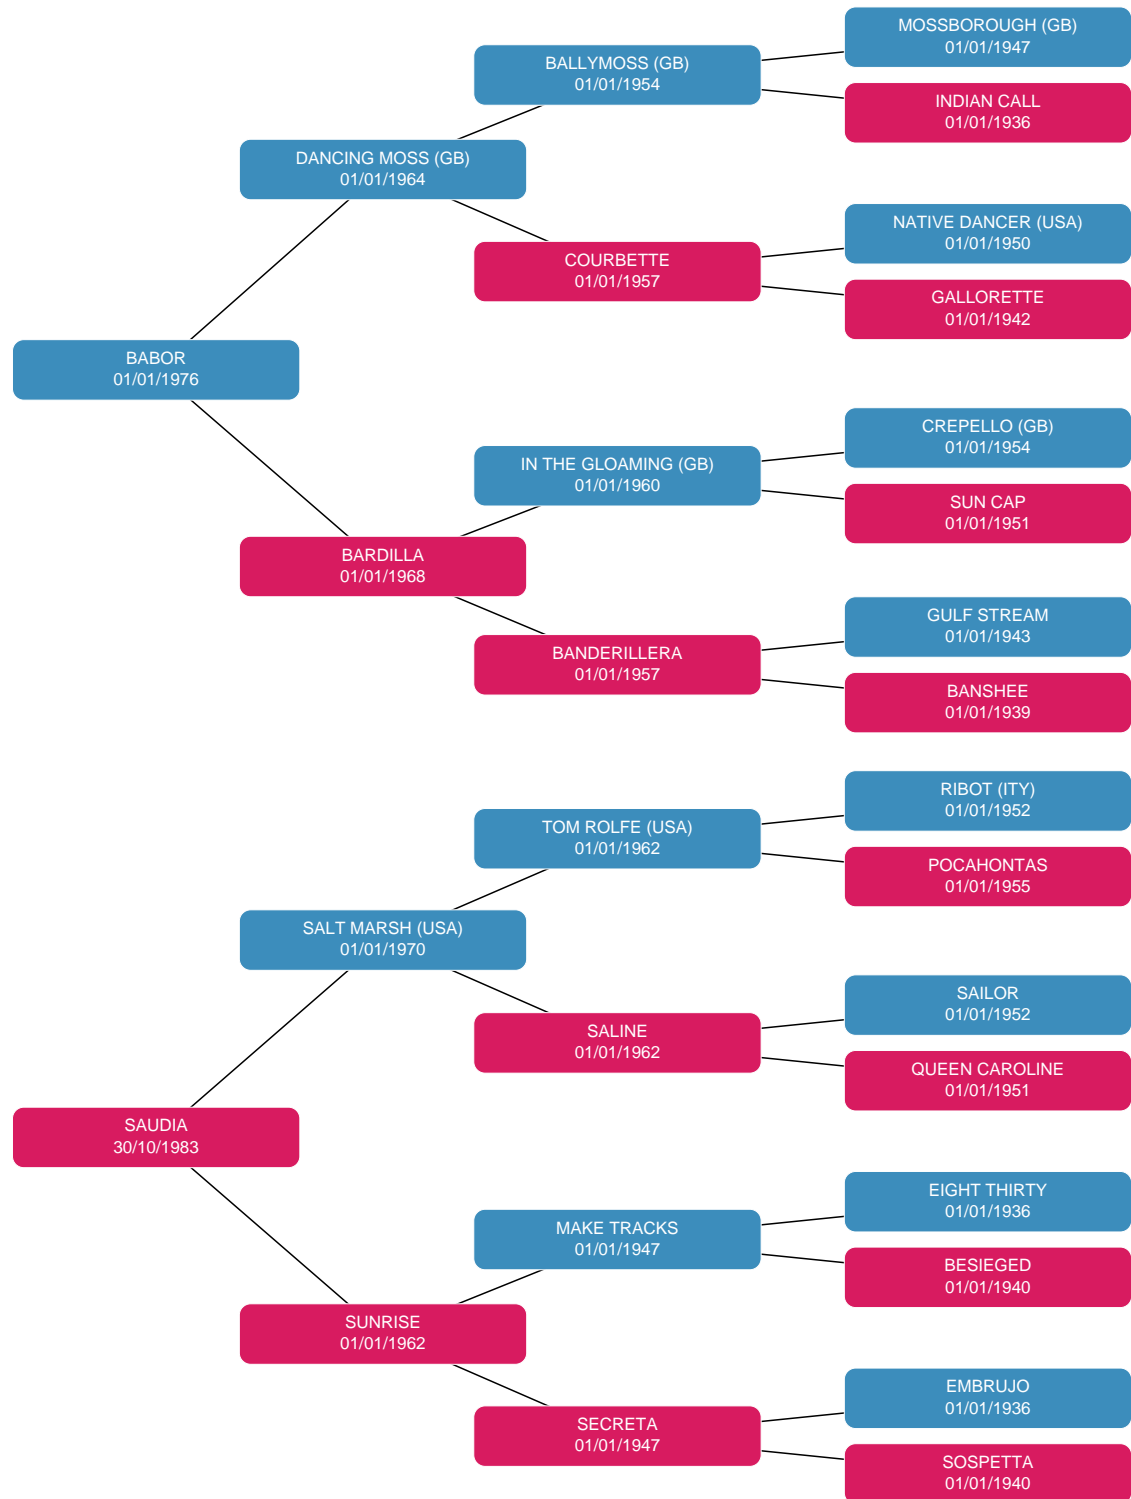 MOSSBOROUGH (GB)
01/01/1947
BALLYMOSS (GB)
01/01/1954
INDIAN CALL
01/01/1936
DANCING MOSS (GB)
01/01/1964
NATIVE DANCER (USA)
01/01/1950
COURBETTE
01/01/1957
GALLORETTE
01/01/1942
BABOR
01/01/1976
CREPELLO (GB)
01/01/1954
IN THE GLOAMING (GB)
01/01/1960
SUN CAP
01/01/1951
BARDILLA
01/01/1968
GULF STREAM
01/01/1943
BANDERILLERA
01/01/1957
BANSHEE
01/01/1939
RIBOT (ITY)
01/01/1952
TOM ROLFE (USA)
01/01/1962
POCAHONTAS
01/01/1955
SALT MARSH (USA)
01/01/1970
SAILOR
01/01/1952
SALINE
01/01/1962
QUEEN CAROLINE
01/01/1951
SAUDIA
30/10/1983
EIGHT THIRTY
01/01/1936
MAKE TRACKS
01/01/1947
BESIEGED
01/01/1940
SUNRISE
01/01/1962
EMBRUJO
01/01/1936
SECRETA
01/01/1947
SOSPETTA
01/01/1940